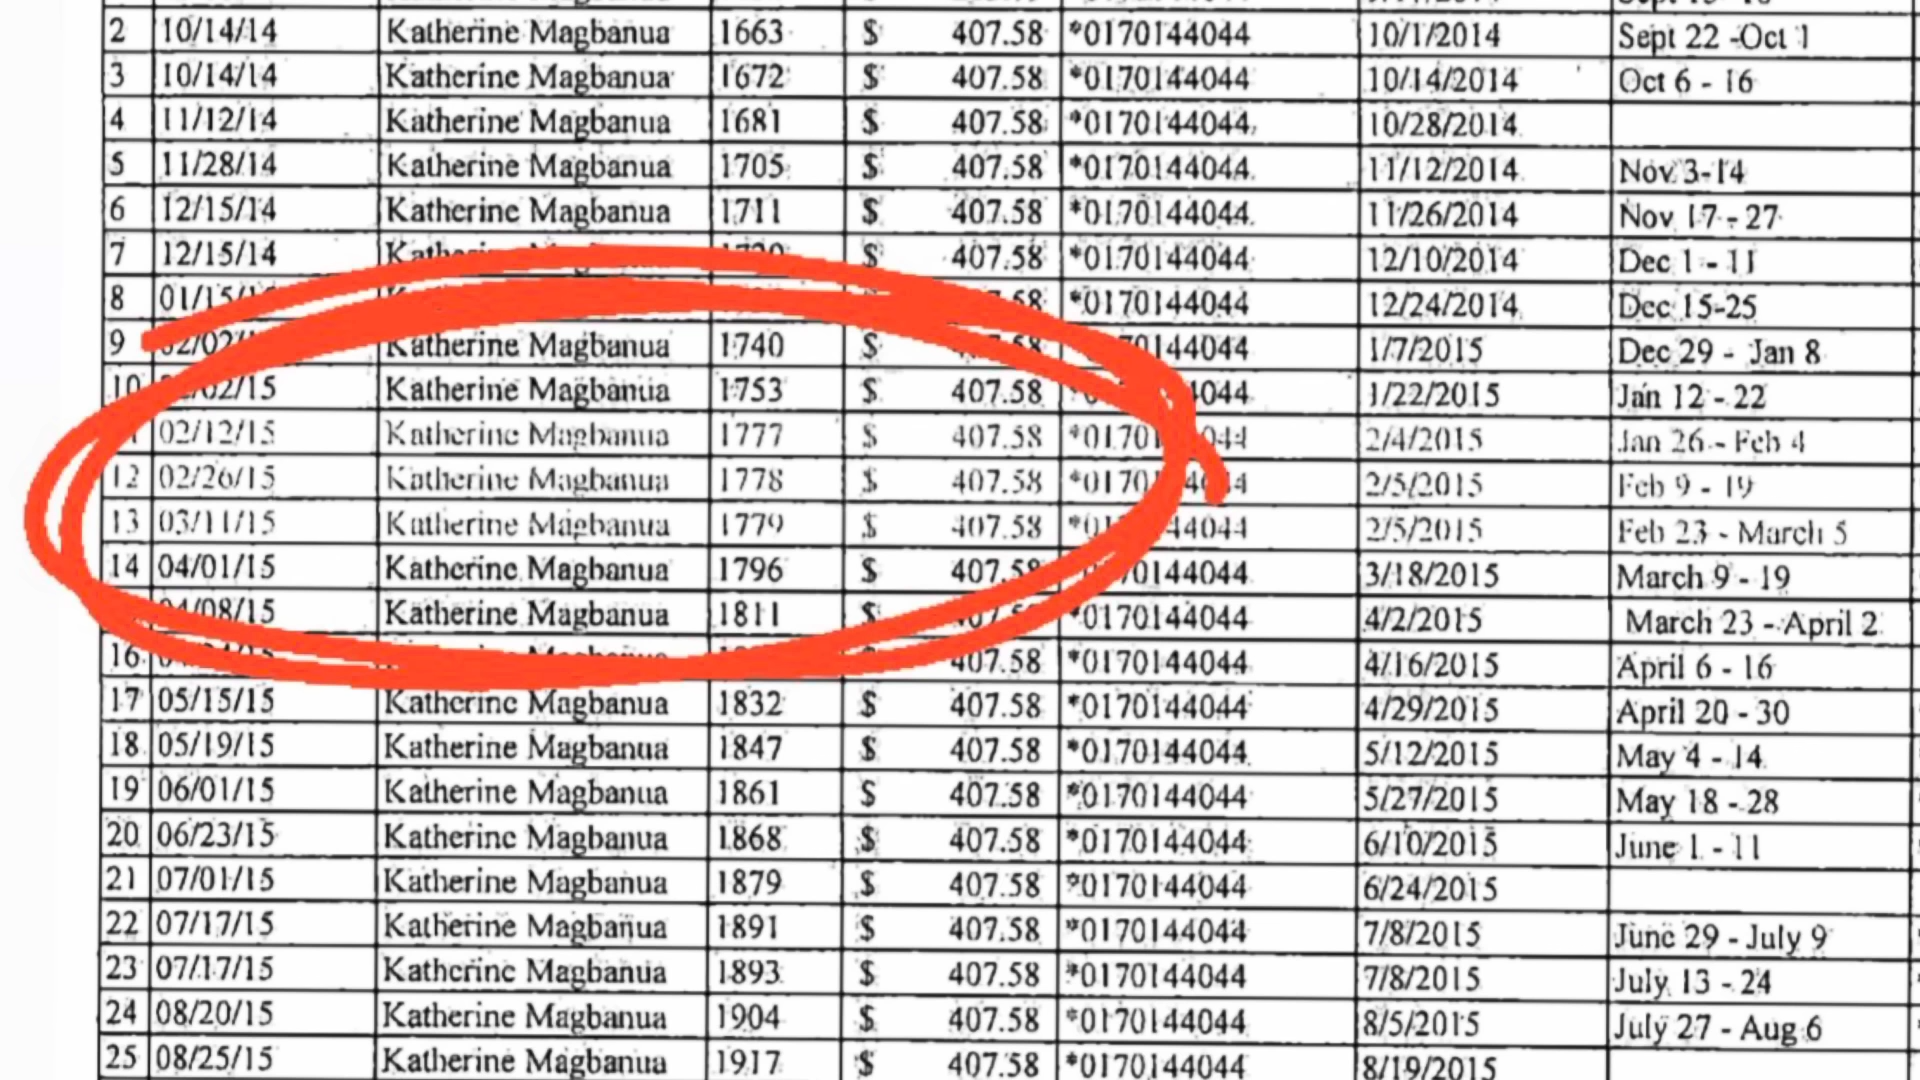 2 10/14/14 Katherine Magbanua 1663 $ 407.58 *0170144044 10/1/2014 Sept 22 -Oct 1
3 10/14/14 Katherine Magbanua 1672 $ 407.58 *0170144044 10/14/2014 Oct 6 - 16
4 11/12/14 Katherine Magbanua 1681 $ 407.58 *0170144044 10/28/2014
5 11/28/14 Katherine Magbanua 1705 $ 407.58 *0170144044 11/12/2014 Nov 3-14
6 12/15/14 Katherine Magbanua 1711 $ 407.58 *0170144044 11/26/2014 Nov 17 - 27
7 12/15/14 Katherine Magbanua $ 407.58 *0170144044 12/10/2014 Dec 1 - 11
8 *0170144044 12/24/2014 Dec 15-25
9 Katherine Magbanua 1740 $ 1/7/2015 Dec 29 - Jan 8
10 Katherine Magbanua 1753 $ 407.58 1/22/2015 Jan 12 - 22
02/12/15 Katherine Magbanua 1777 $ 407.58 2/4/2015 Jan 26 - Feb 4
12 02/26/15 Katherine Magbanua 1778 $ 407.58 2/5/2015 Feb 9 - 19
13 03/11/15 Katherine Magbanua 1779 $ 407.58 2/5/2015 Feb 23 - March 5
14 04/01/15 Katherine Magbanua 1796 $ 407.58 3/18/2015 March 9 - 19
04/08/15 Katherine Magbanua 1811 $ *0170144044 4/2/2015 March 23 - April 2
16 407.58 *0170144044 4/16/2015 April 6 - 16
17 05/15/15 Katherine Magbanua 1832 $ 407.58 *0170144044 4/29/2015 April 20 - 30
18 05/19/15 Katherine Magbanua 1847 $ 407.58 *0170144044 5/12/2015 May 4 - 14
19 06/01/15 Katherine Magbanua 1861 $ 407.58 *0170144044 5/27/2015 May 18 - 28
20 06/23/15 Katherine Magbanua 1868 $ 407.58 *0170144044 6/10/2015 June 1 - 11
21 07/01/15 Katherine Magbanua 1879 $ 407.58 *0170144044 6/24/2015
22 07/17/15 Katherine Magbanua 1891 $ 407.58 *0170144044 7/8/2015 June 29 - July 9
23 07/17/15 Katherine Magbanua 1893 $ 407.58 *0170144044 7/8/2015 July 13 - 24
24 08/20/15 Katherine Magbanua 1904 $ 407.58 *0170144044 8/5/2015 July 27 - Aug 6
25 08/25/15 Katherine Magbanua 1917 $ 407.58 *0170144044 8/19/2015